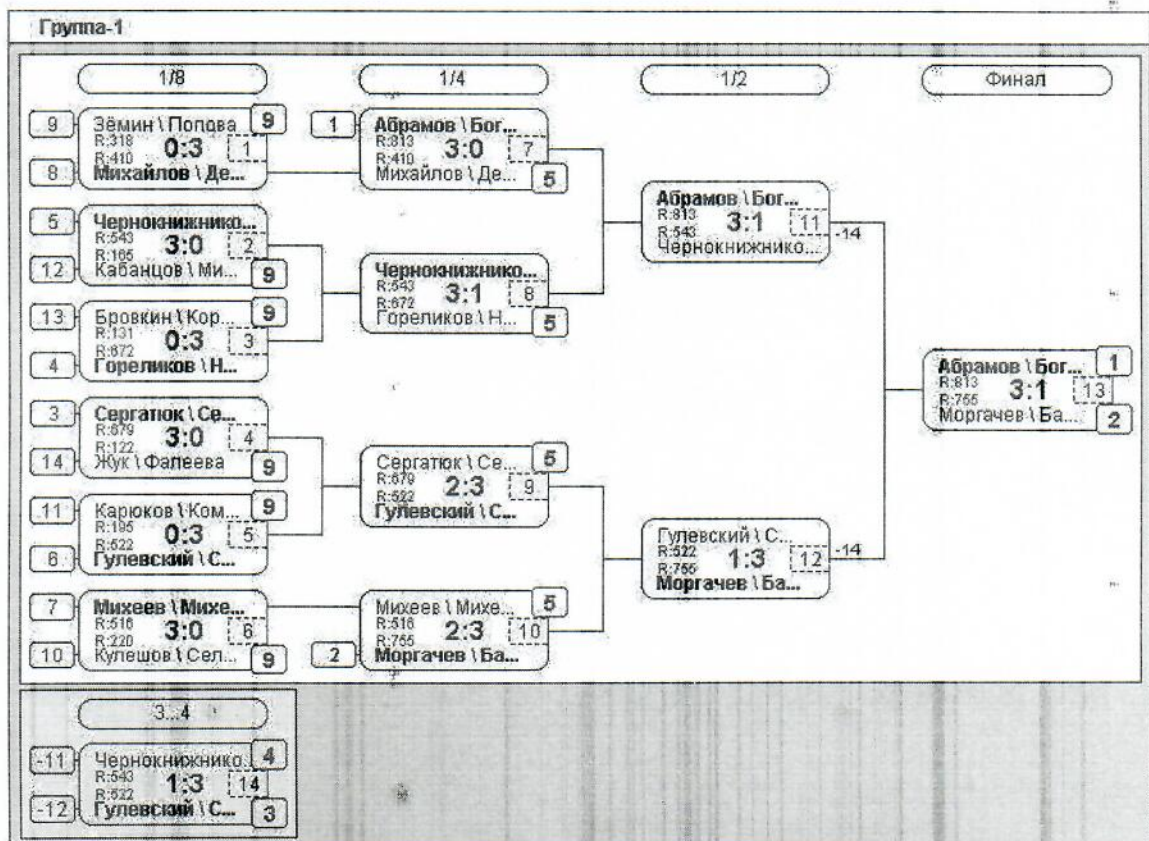 Группа-1
1/8
9
Зёмин \ Попова
9
R:318
0:3
1
R:410
8
Михайлов \ Де...
5
Чернокнижнико...
R:543
3:0
2
R:165
12
Кабанцов \ Ми...
9
13
Бровкин \ Кор...
9
R:131
0:3
3
R:672
4
Гореликов \ Н...
3
Сергатюк \ Се...
R:679
3:0
4
R:122
14
Жук \ Фалеева
9
11
Карюков \ Ком...
9
R:195
0:3
5
R:522
6
Гулевский \ С...
7
Михеев \ Михе...
R:516
3:0
6
R:220
10
Кулешов \ Сел...
9
1/4
1
Абрамов \ Бог...
R:813
3:0
7
R:410
Михайлов \ Де...
5
Чернокнижнико...
R:543
3:1
8
R:672
Гореликов \ Н...
5
Сергатюк \ Се...
5
R:679
2:3
9
R:522
Гулевский \ С...
Михеев \ Михе...
5
R:516
2:3
10
R:755
2
Моргачев \ Ба...
1/2
Абрамов \ Бог...
R:813
3:1
11
R:543
-14
Чернокнижнико...
Гулевский \ С...
R:522
1:3
12
-14
R:755
Моргачев \ Ба...
Финал
Абрамов \ Бог...
1
R:813
3:1
13
R:755
Моргачев \ Ба...
2
3...4
-11
Чернокнижнико...
4
R:543
1:3
14
R:522
-12
Гулевский \ С...
3